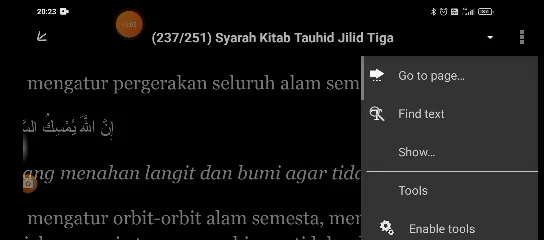 20:23
(237/251) Syarah Kitab Tauhid Jilid Tiga
mengatur pergerakan seluruh alam sem
Go to page...
Find text
إِنَّ اللَّهَ يُمْسِكُ
Show...
ang menahan langit dan bumi agar tida
Tools
mengatur orbit-orbit alam semesta, mer
Enable tools